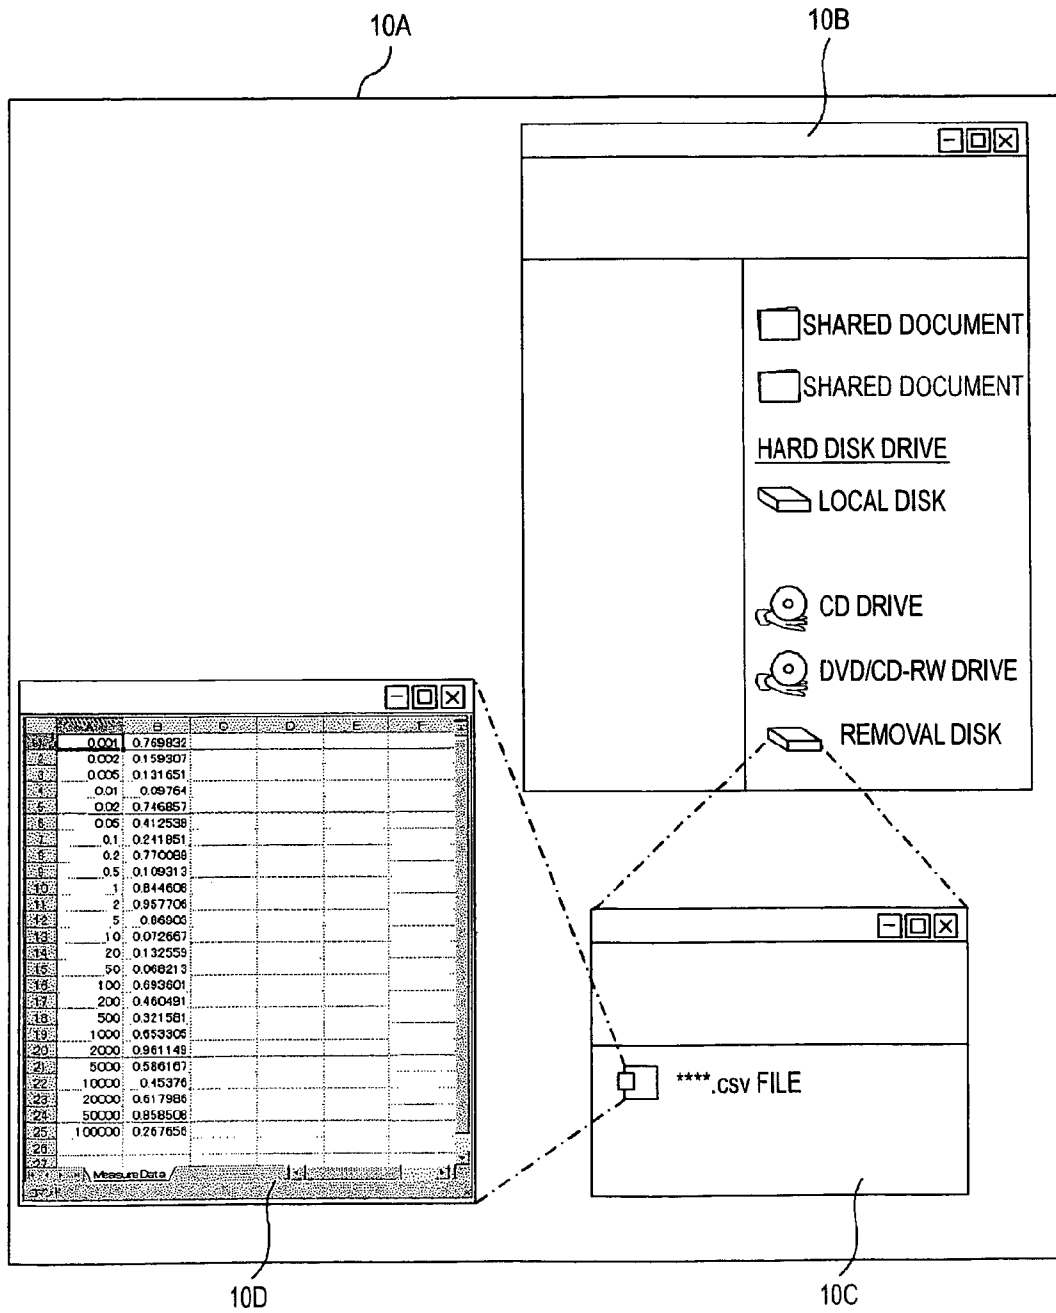 10A
10B
SHARED DOCUMENT
SHARED DOCUMENT
HARD DISK DRIVE
LOCAL DISK
CD DRIVE
DVD/CD-RW DRIVE
REMOVAL DISK
A B C D E F
1 0.001 0.769832
2 0.002 0.159307
3 0.005 0.131651
4 0.01 0.09764
5 0.02 0.746857
6 0.05 0.412538
7 0.1 0.241851
8 0.2 0.770088
9 0.5 0.109313
10 1 0.844608
11 2 0.957706
12 5 0.86903
13 10 0.072667
14 20 0.132559
15 50 0.068213
16 100 0.693601
17 200 0.460491
18 500 0.321581
19 1000 0.653305
20 2000 0.961149
21 5000 0.586167
22 10000 0.45376
23 20000 0.617986
24 50000 0.858508
25 100000 0.267656
26
27
MeasureData
****.csv FILE
10D
10C